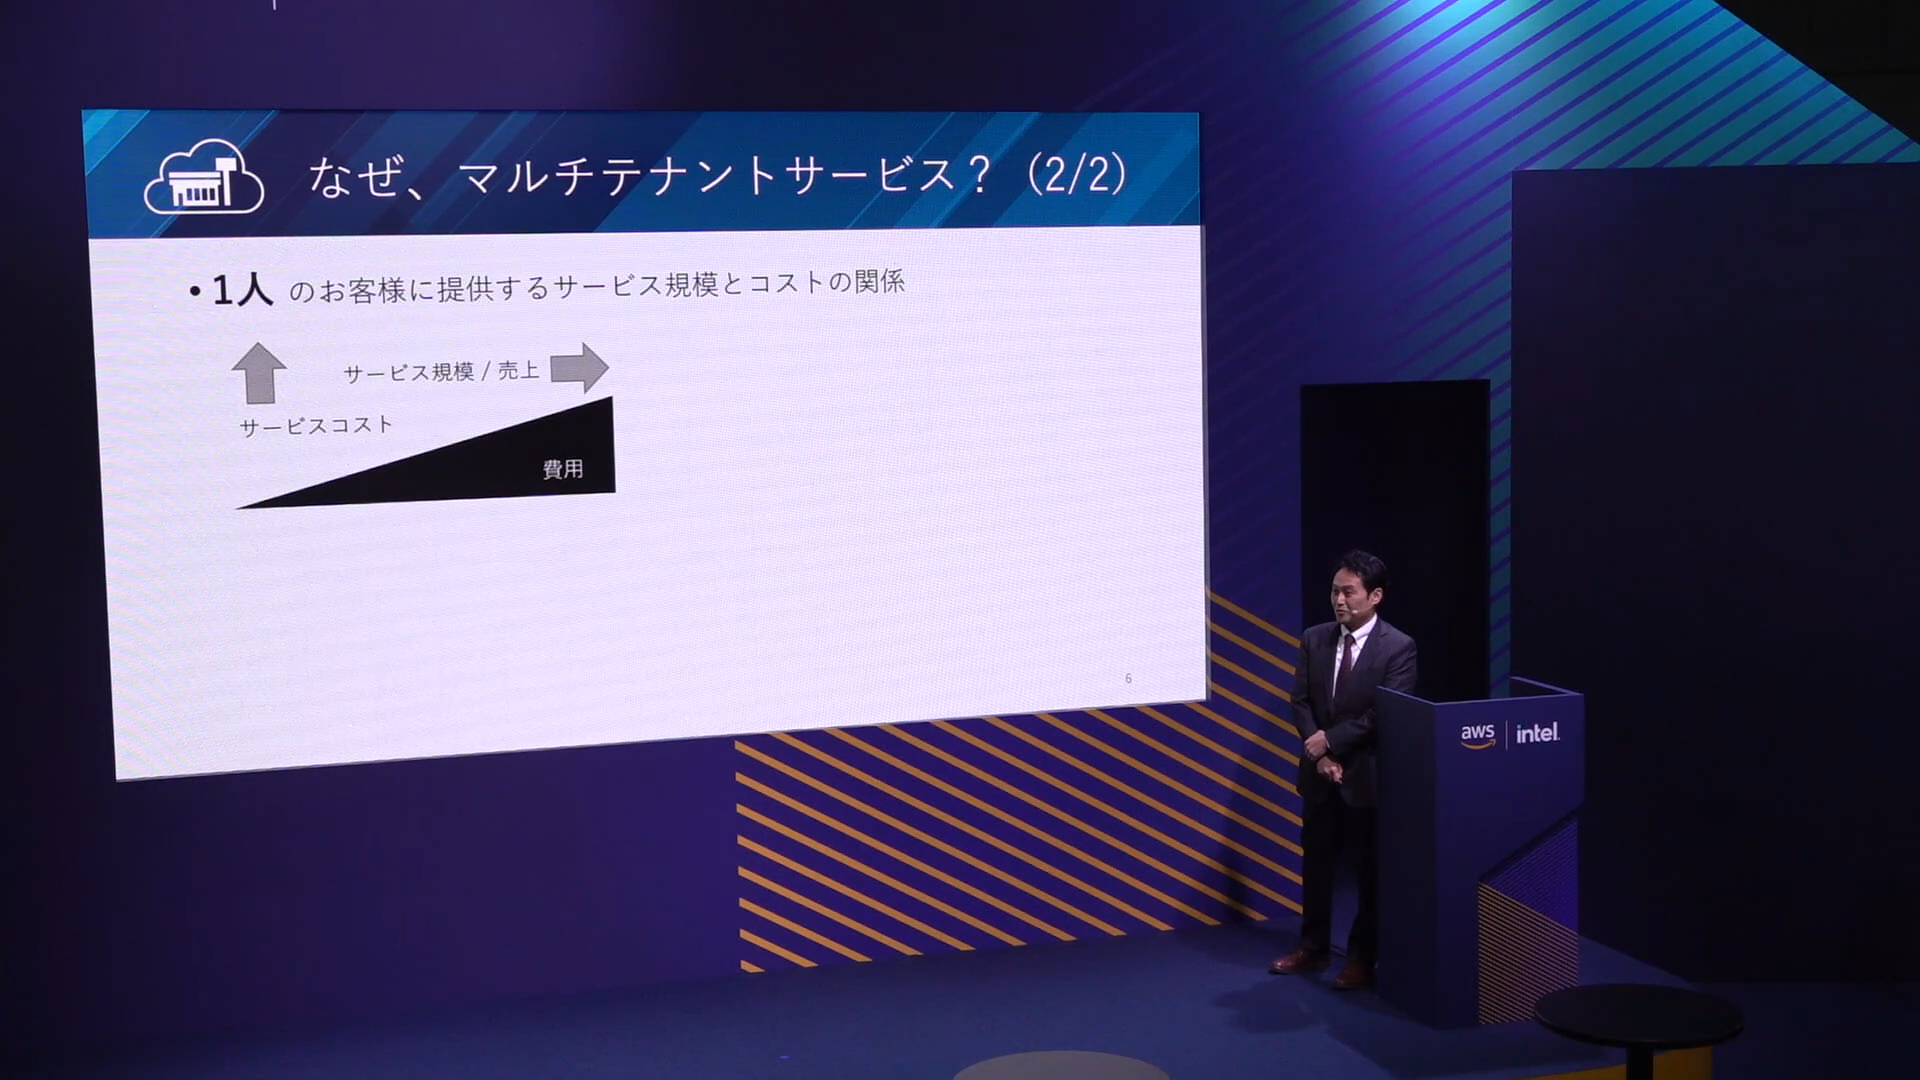 なぜ、マルチテナントサービス？（2/2）
• 1人 のお客様に提供するサービス規模とコストの関係
サービス規模 / 売上
サービスコスト
費用
6
aws
intel.